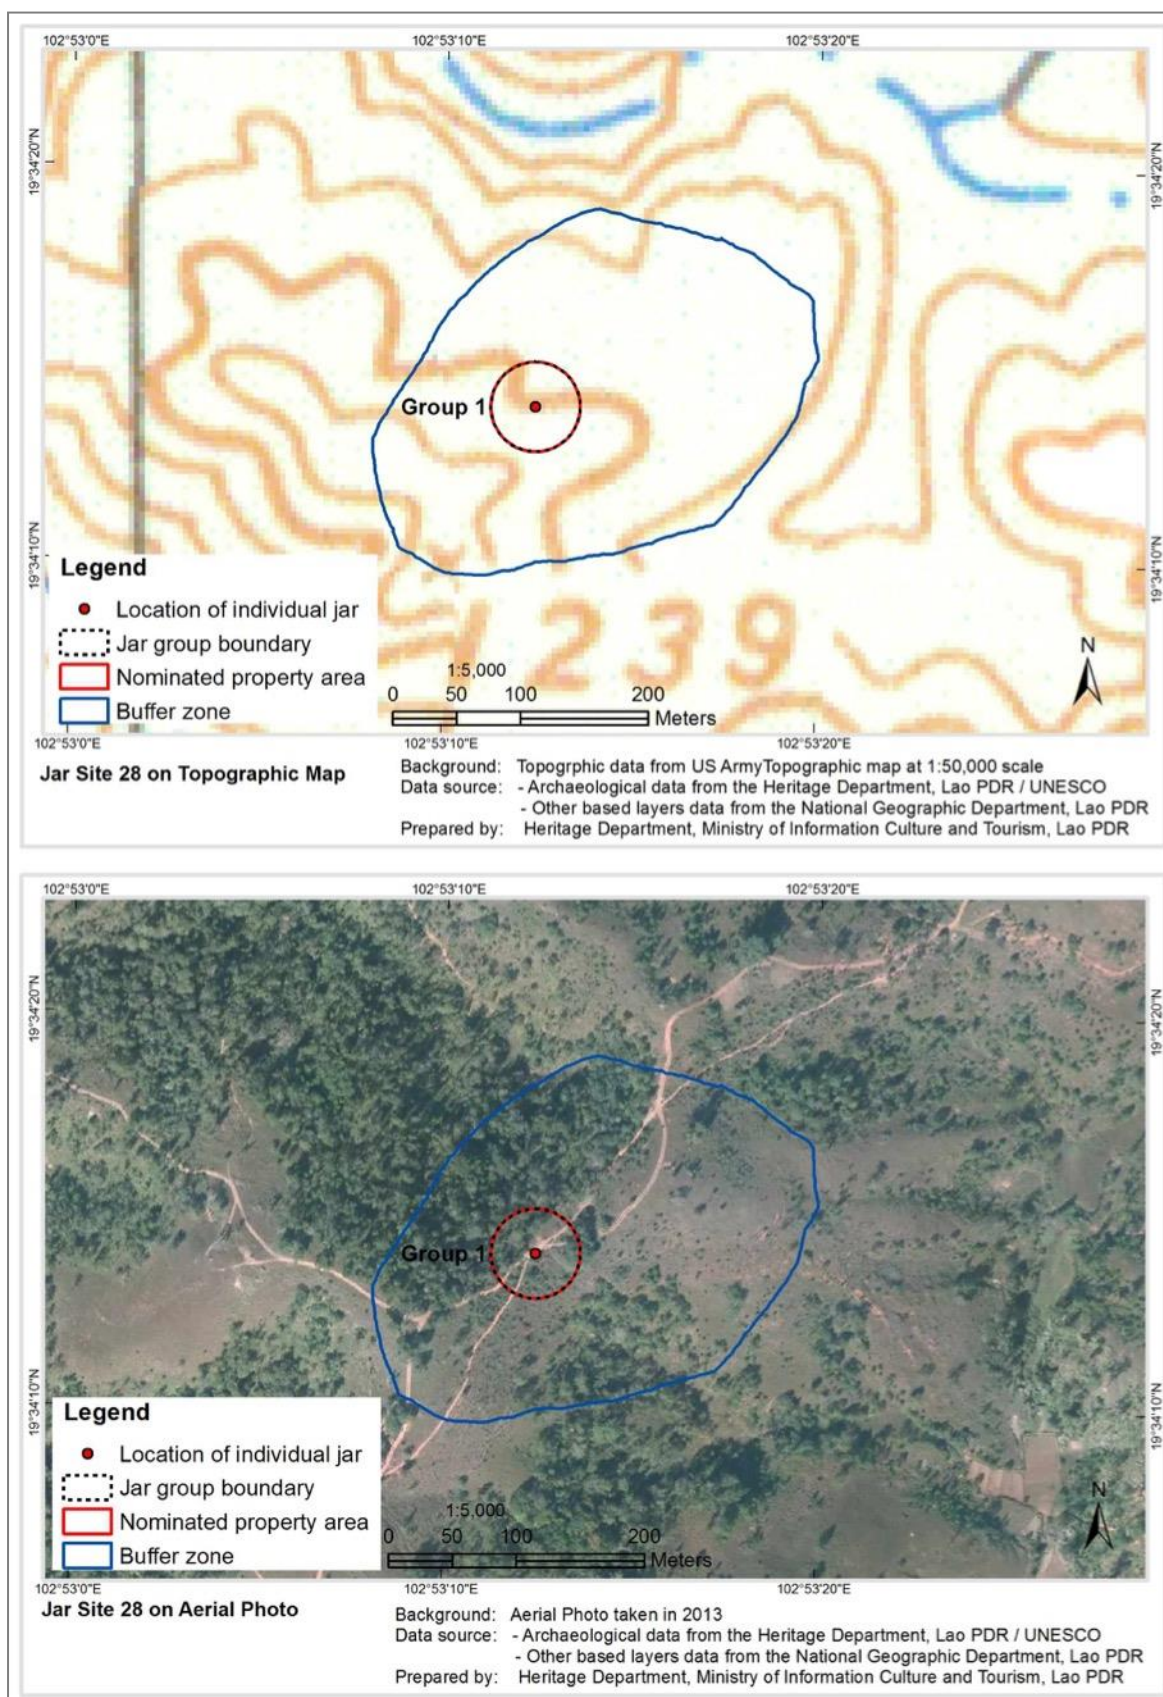 102°53'0"E 102°53'10"E 102°53'20"E
19°34'20"N 19°34'20"N
Group 1
19°34'10"N 19°34'10"N
Legend
Location of individual jar
Jar group boundary
Nominated property area
Buffer zone
1239
N
1:5,000
0 50 100 200
Meters
102°53'0"E 102°53'10"E 102°53'20"E
Jar Site 28 on Topographic Map
Background: Topogrphic data from US ArmyTopographic map at 1:50,000 scale
Data source: - Archaeological data from the Heritage Department, Lao PDR / UNESCO
- Other based layers data from the National Geographic Department, Lao PDR
Prepared by: Heritage Department, Ministry of Information Culture and Tourism, Lao PDR
102°53'0"E 102°53'10"E 102°53'20"E
19°34'20"N 19°34'20"N
Group 1
19°34'10"N 19°34'10"N
Legend
Location of individual jar
Jar group boundary
Nominated property area
Buffer zone
N
1:5,000
0 50 100 200
Meters
102°53'0"E 102°53'10"E 102°53'20"E
Jar Site 28 on Aerial Photo
Background: Aerial Photo taken in 2013
Data source: - Archaeological data from the Heritage Department, Lao PDR / UNESCO
- Other based layers data from the National Geographic Department, Lao PDR
Prepared by: Heritage Department, Ministry of Information Culture and Tourism, Lao PDR